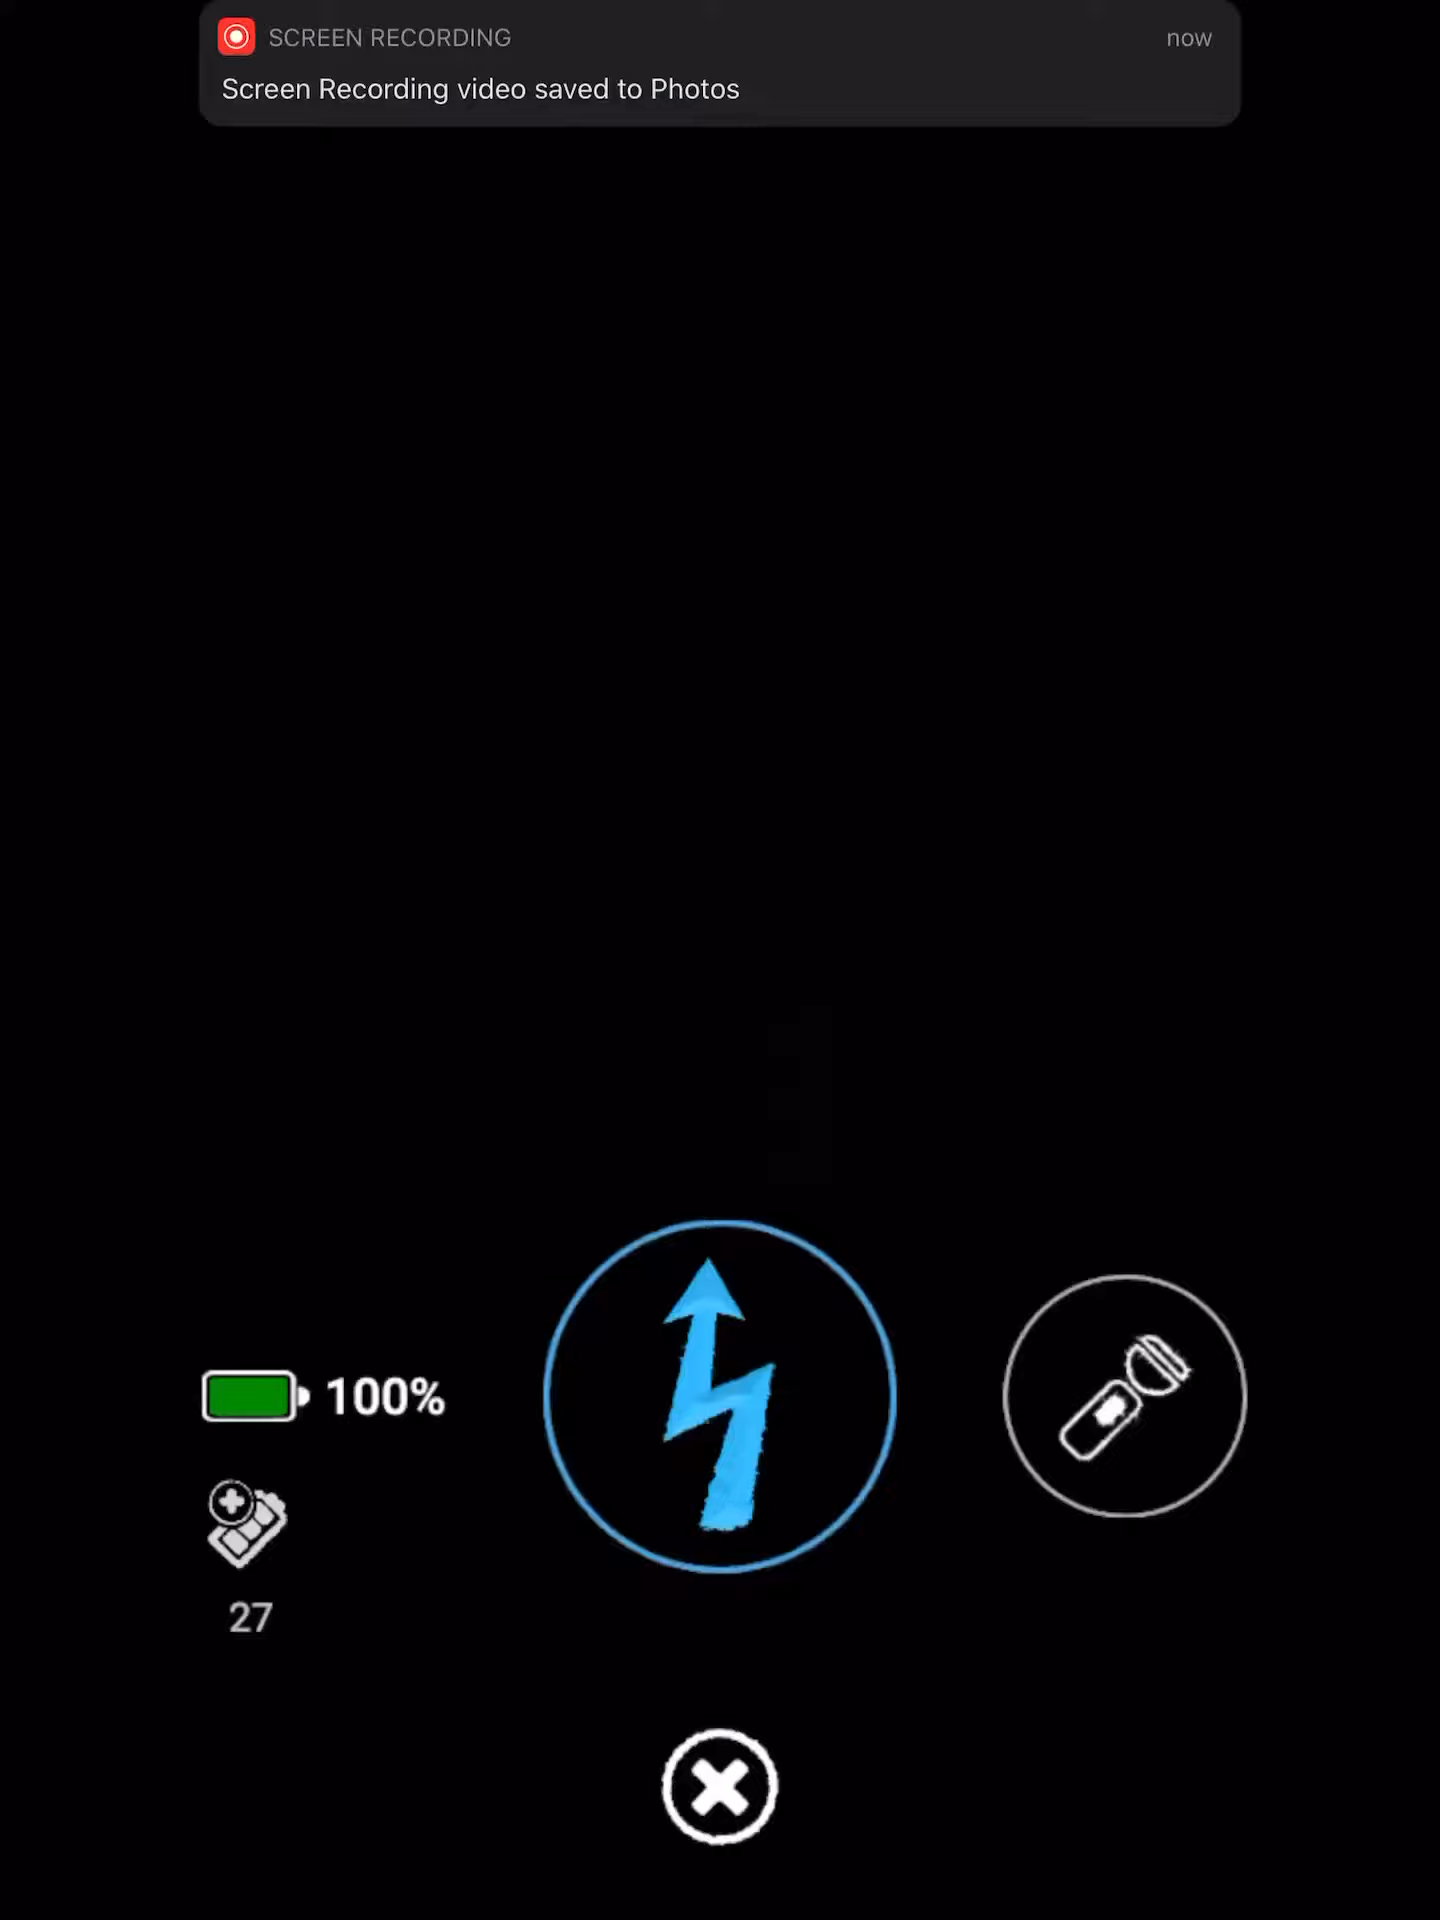 SCREEN RECORDING
now
Screen Recording video saved to Photos
100%
27